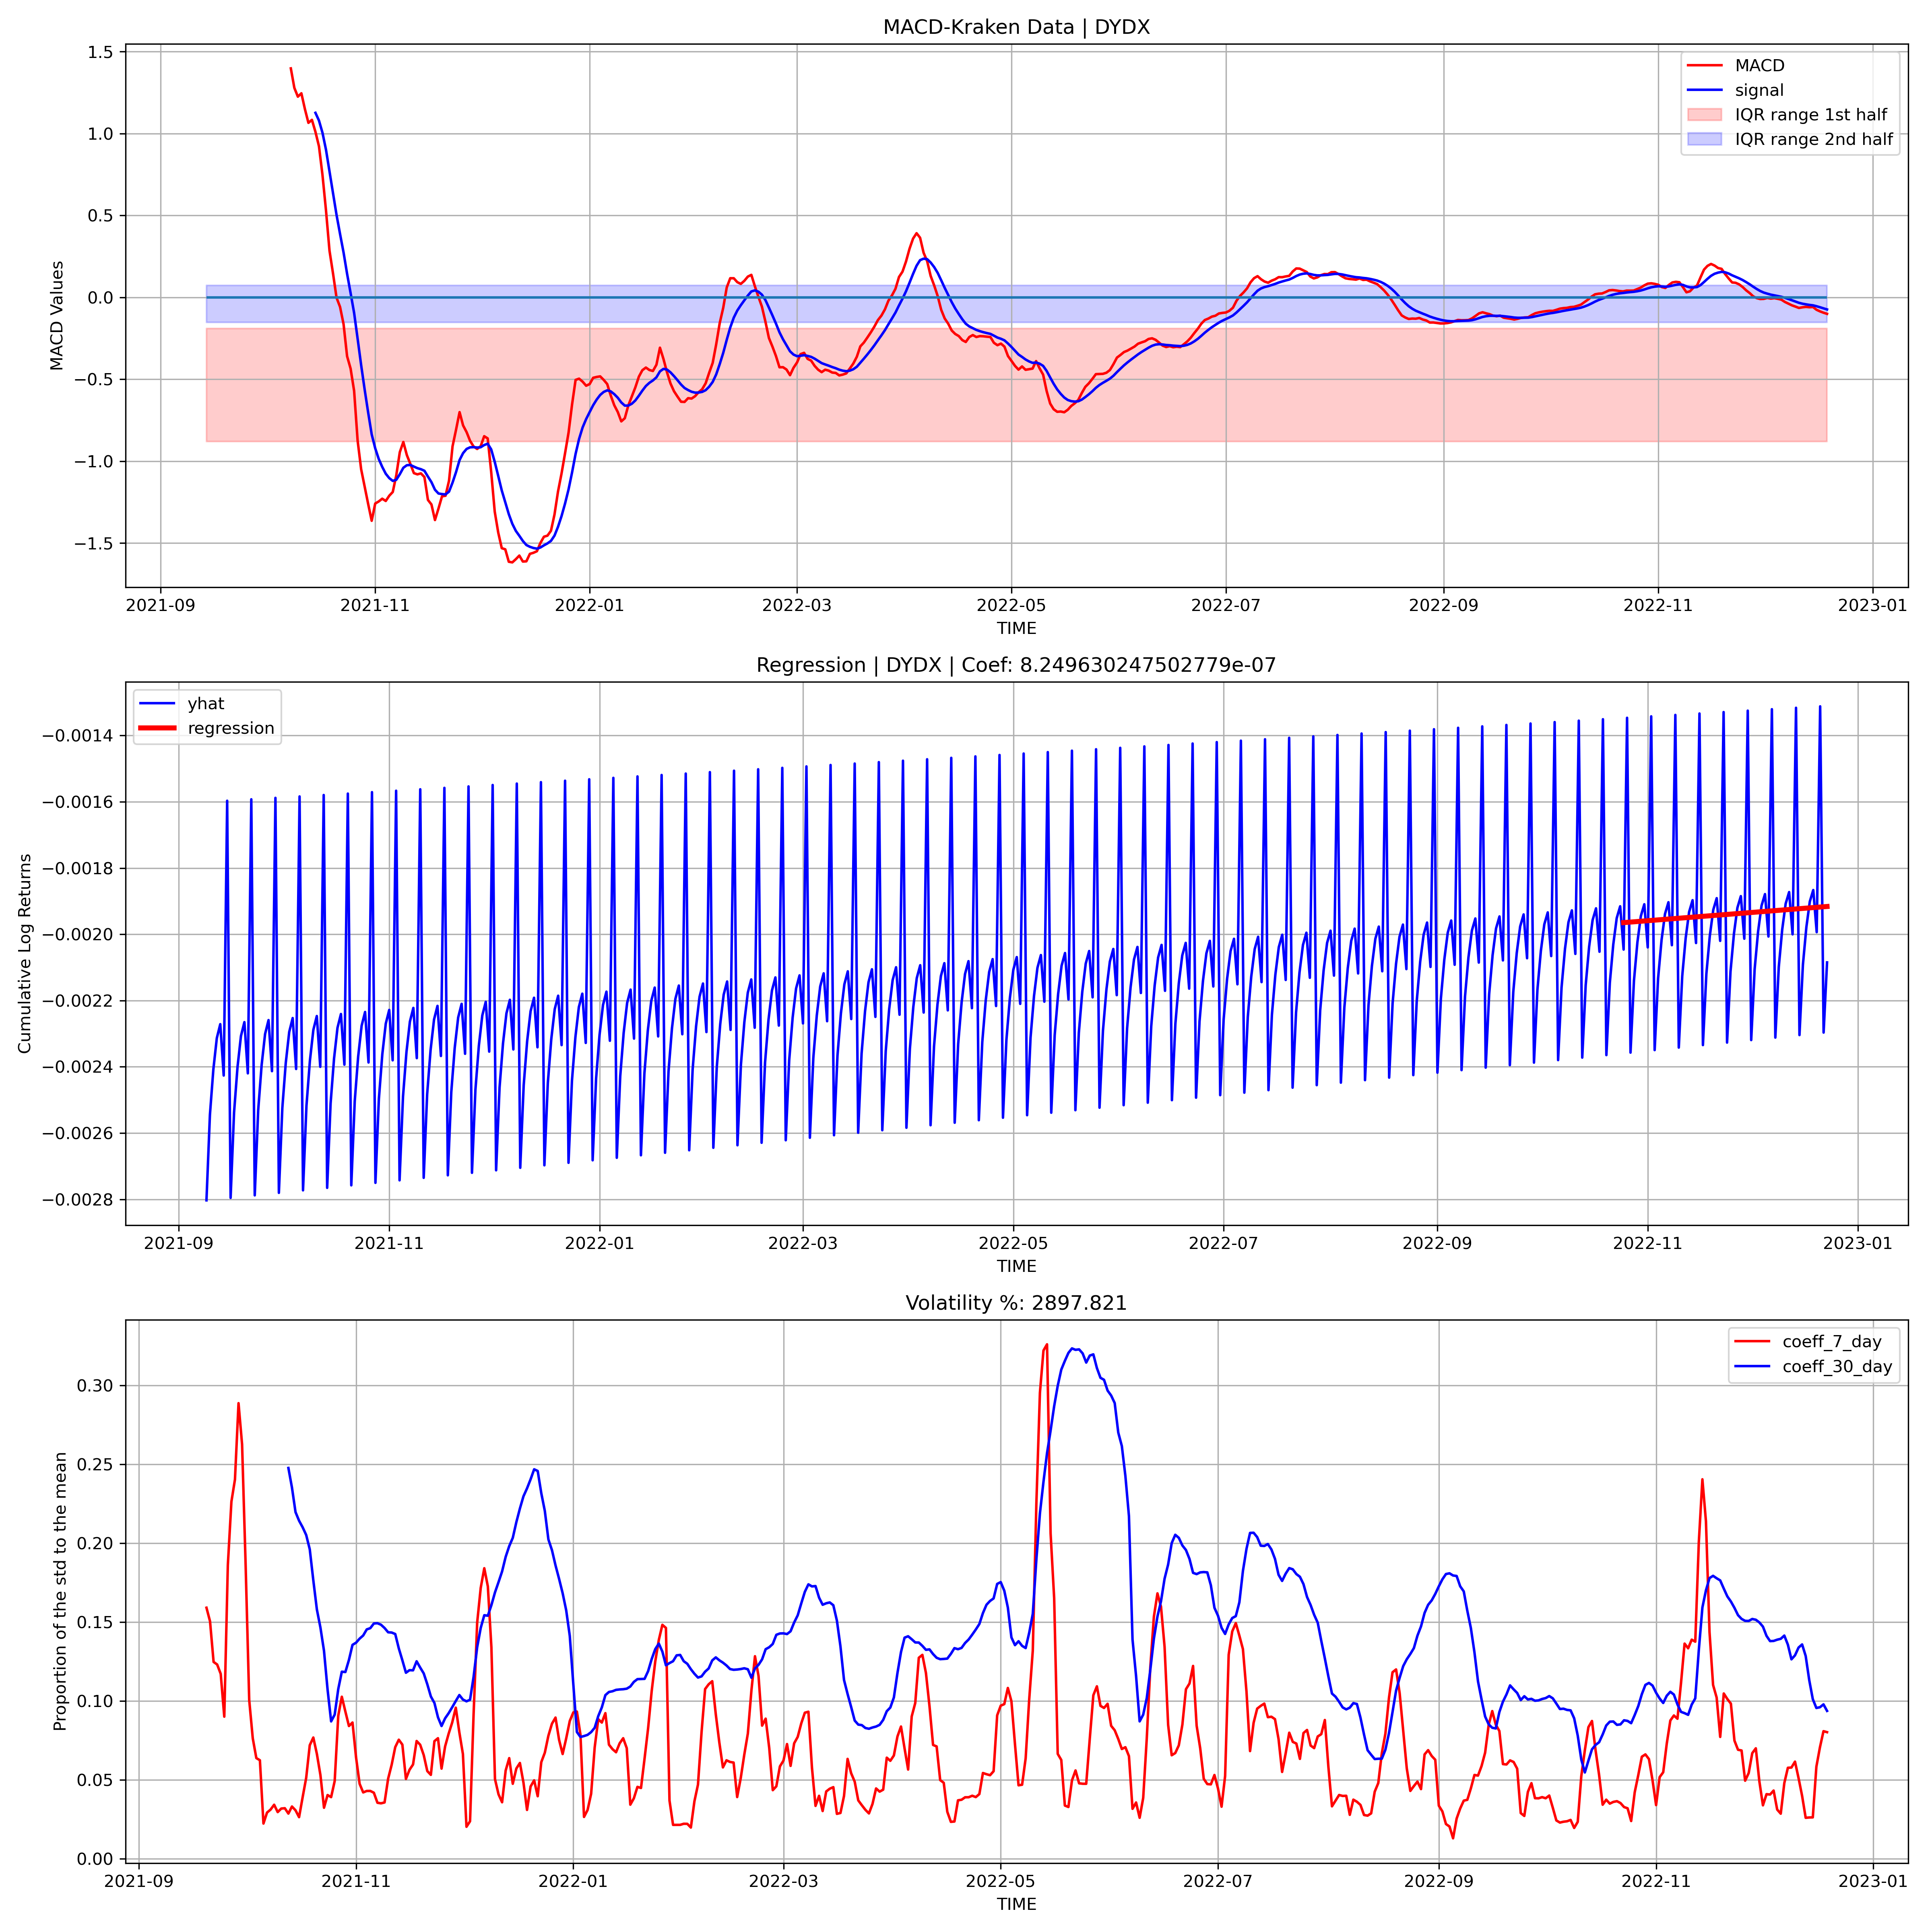 MACD-Kraken Data | DYDX
MACD
signal
IQR range 1st half
IQR range 2nd half
MACD Values
1.5
1.0
0.5
0.0
−0.5
−1.0
−1.5
2021-09 2021-11 2022-01 2022-03 2022-05 2022-07 2022-09 2022-11 2023-01
TIME
Regression | DYDX | Coef: 8.249630247502779e-07
yhat
regression
Cumulative Log Returns
−0.0014
−0.0016
−0.0018
−0.0020
−0.0022
−0.0024
−0.0026
−0.0028
2021-09 2021-11 2022-01 2022-03 2022-05 2022-07 2022-09 2022-11 2023-01
TIME
Volatility %: 2897.821
coeff_7_day
coeff_30_day
Proportion of the std to the mean
0.30
0.25
0.20
0.15
0.10
0.05
0.00
2021-09 2021-11 2022-01 2022-03 2022-05 2022-07 2022-09 2022-11 2023-01
TIME